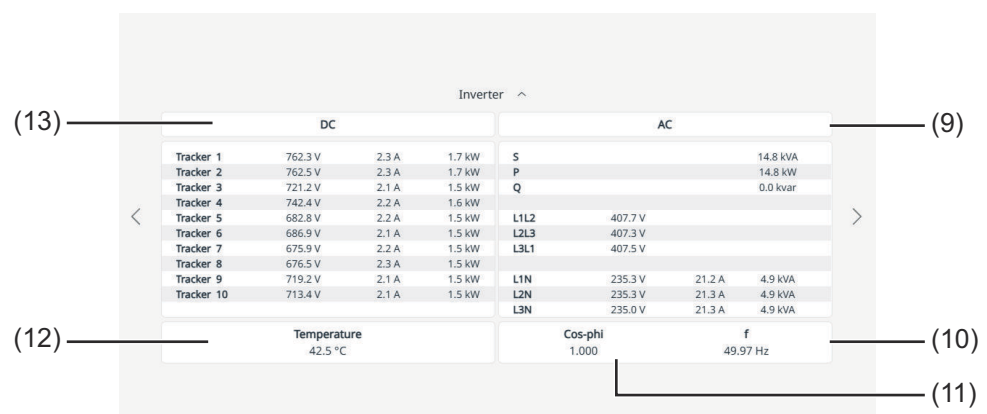 Inverter
(13)
DC
AC
(9)
Tracker 1 762.3 V 2.3 A 1.7 kW
Tracker 2 762.5 V 2.3 A 1.7 kW
Tracker 3 721.2 V 2.1 A 1.5 kW
Tracker 4 742.4 V 2.2 A 1.6 kW
Tracker 5 682.8 V 2.2 A 1.5 kW
Tracker 6 686.9 V 2.1 A 1.5 kW
Tracker 7 675.9 V 2.2 A 1.5 kW
Tracker 8 676.5 V 2.3 A 1.5 kW
Tracker 9 719.2 V 2.1 A 1.5 kW
Tracker 10 713.4 V 2.1 A 1.5 kW
S 14.8 kVA
P 14.8 kW
Q 0.0 kvar
L1L2 407.7 V
L2L3 407.3 V
L3L1 407.5 V
L1N 235.3 V 21.2 A 4.9 kVA
L2N 235.3 V 21.3 A 4.9 kVA
L3N 235.0 V 21.3 A 4.9 kVA
(12)
Temperature
42.5 °C
Cos-phi
1.000
f
49.97 Hz
(10)
(11)